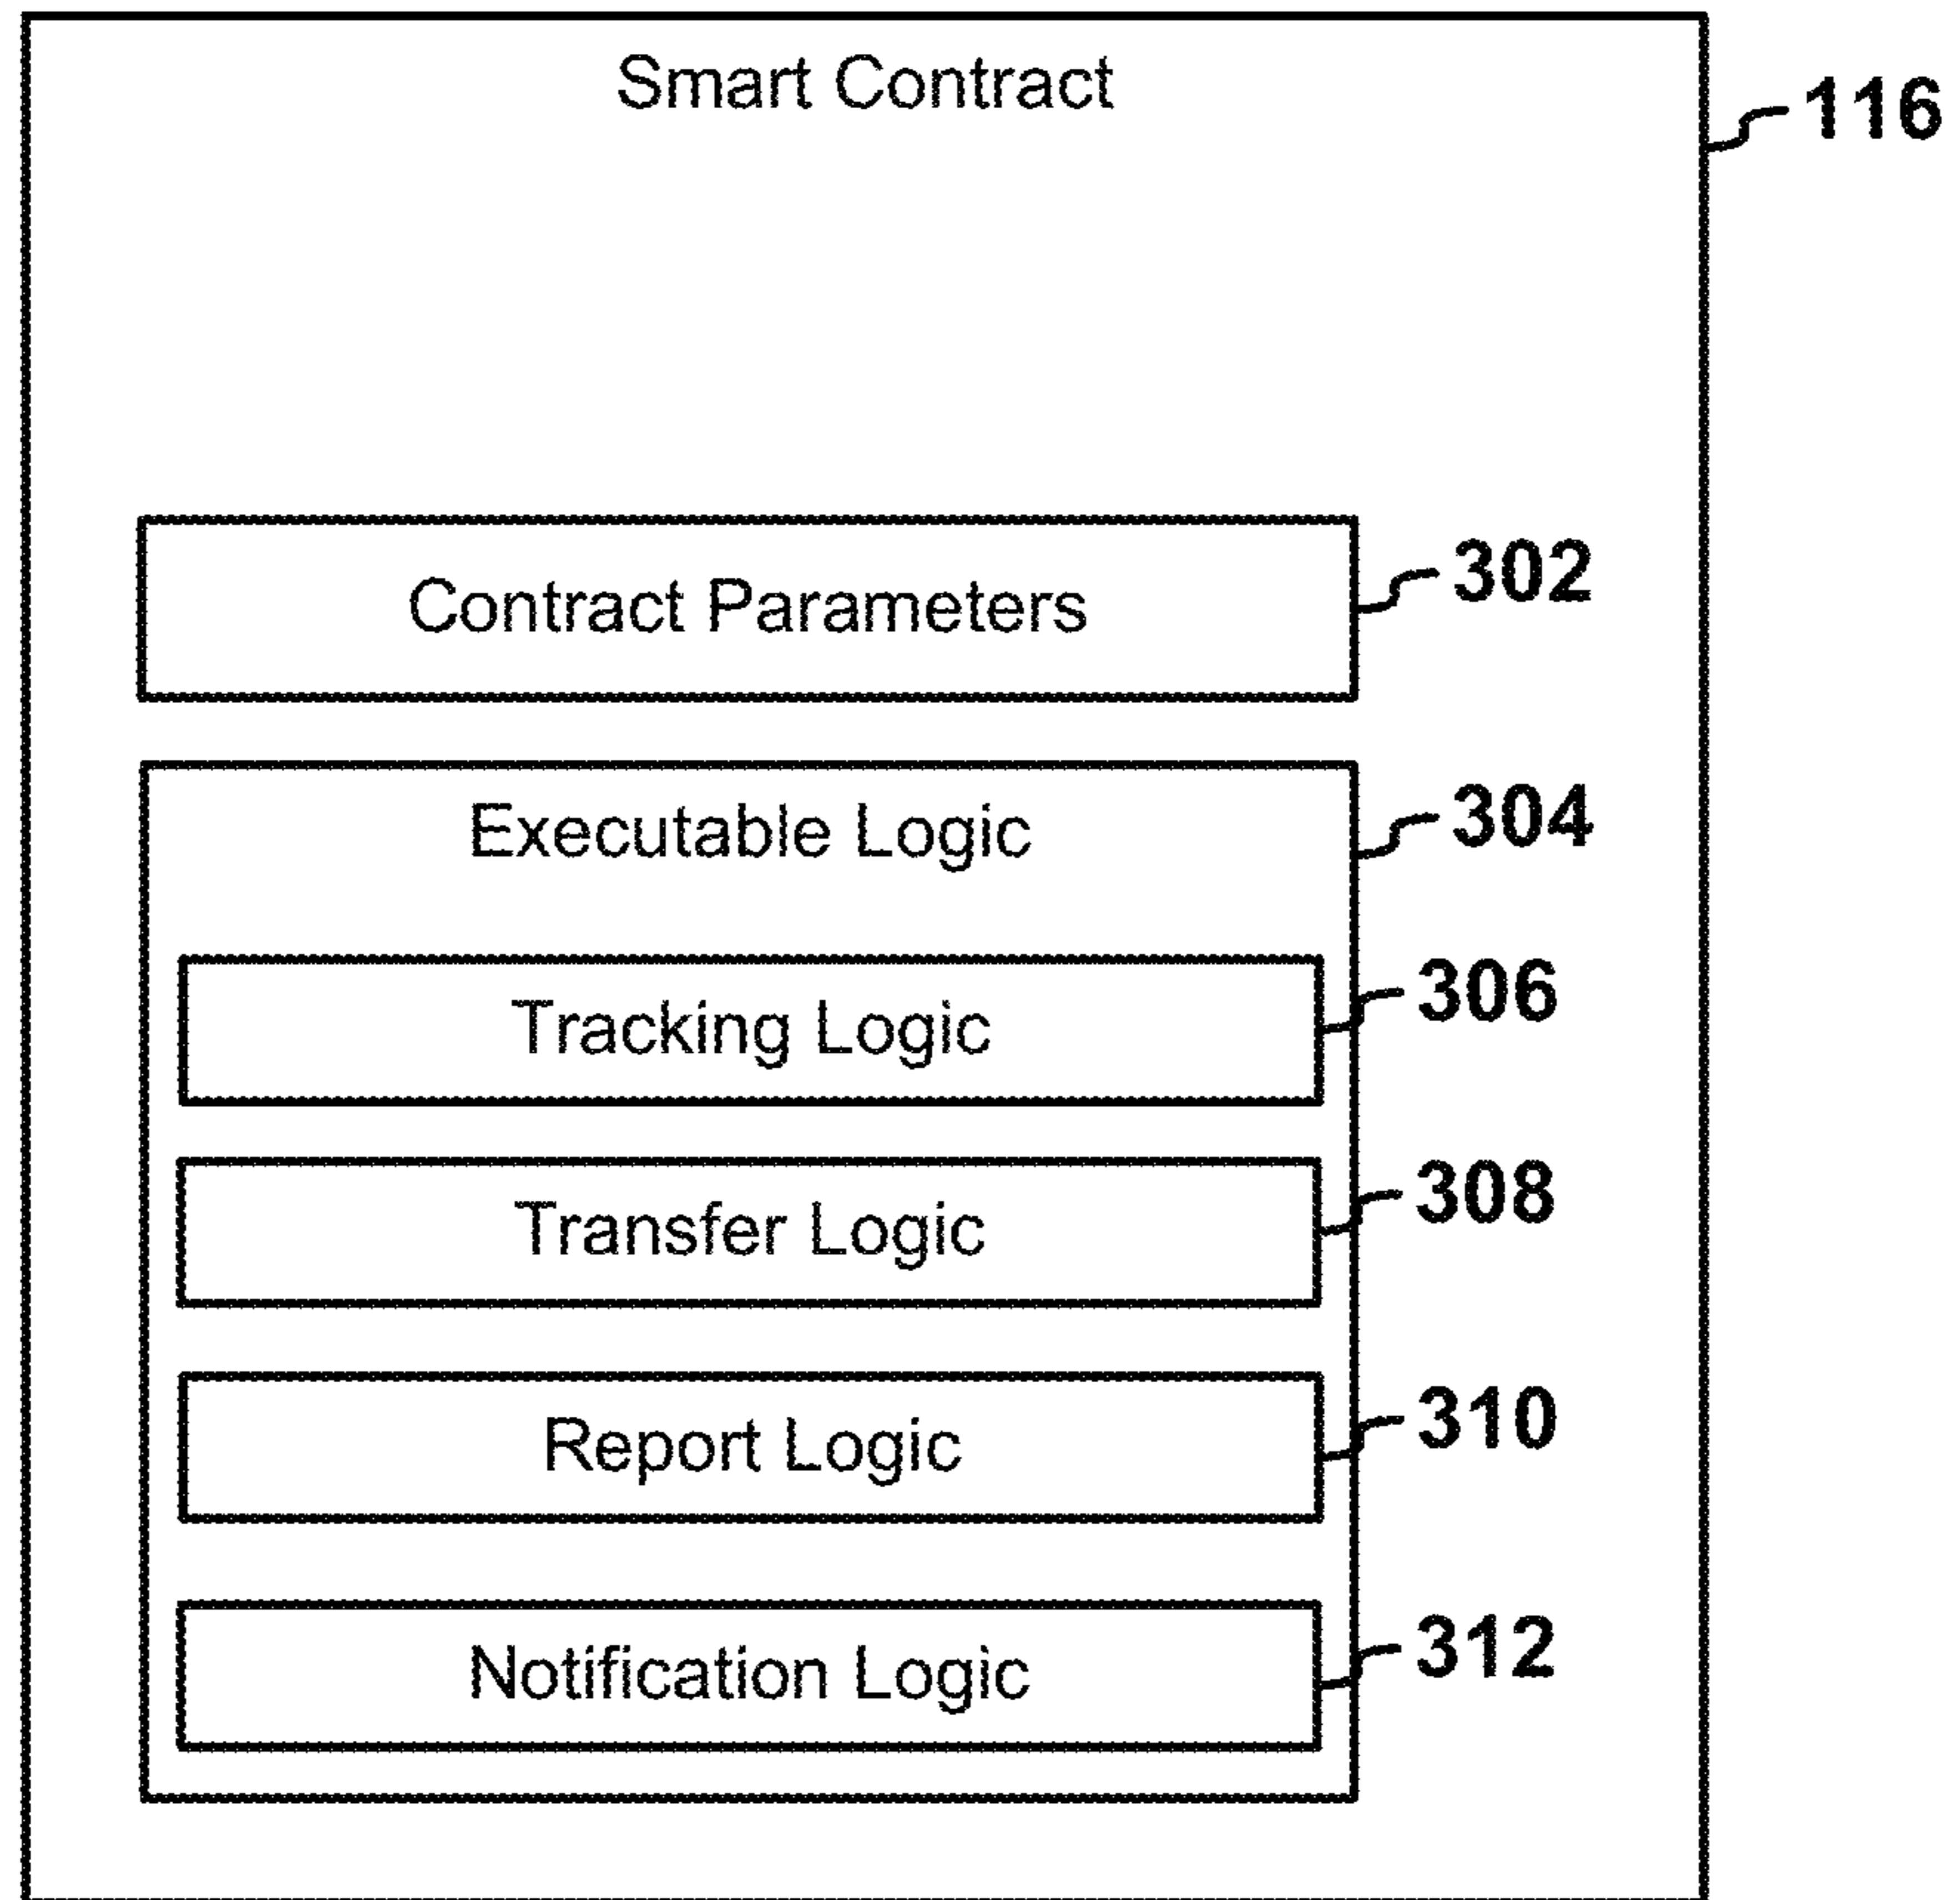 Smart Contract
116
Contract Parameters
302
Executable Logic
304
Tracking Logic
306
Transfer Logic
308
Report Logic
310
Notification Logic
312